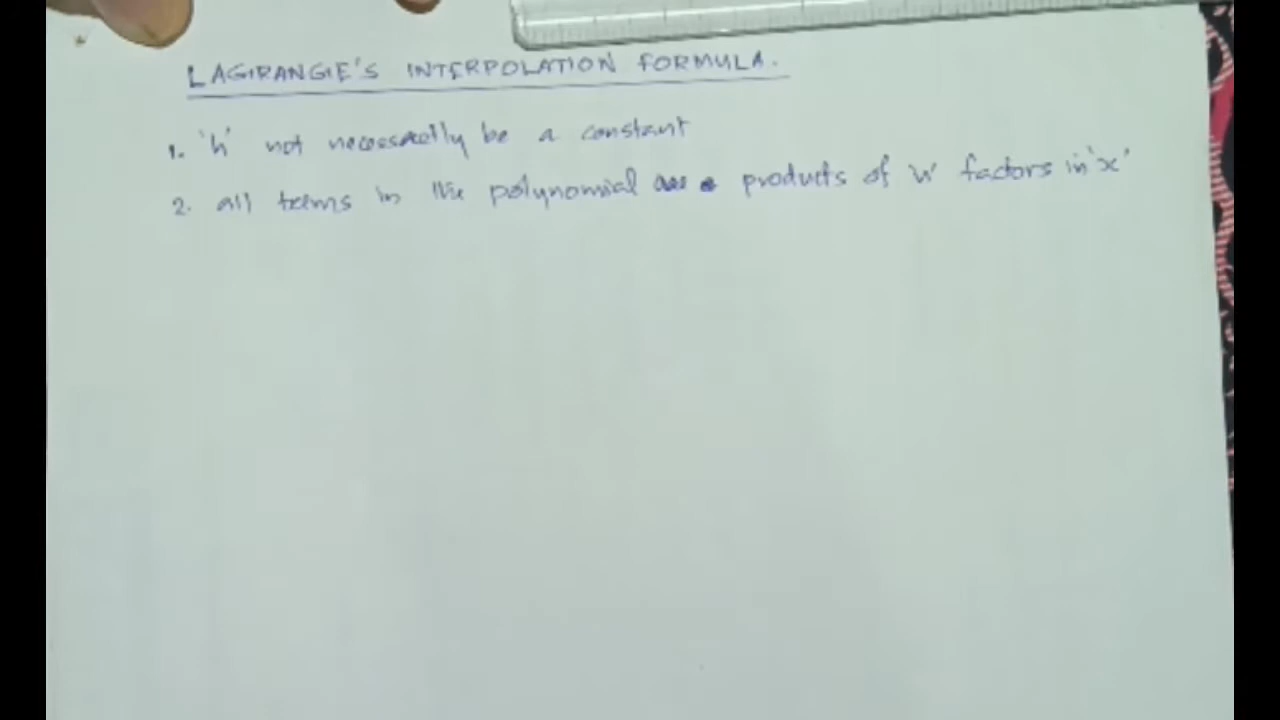 LAGRANGE'S INTERPOLATION FORMULA.
1. 'h' not necessarily be a constant
2. all terms in the polynomial are products of 'n' factors in 'x'